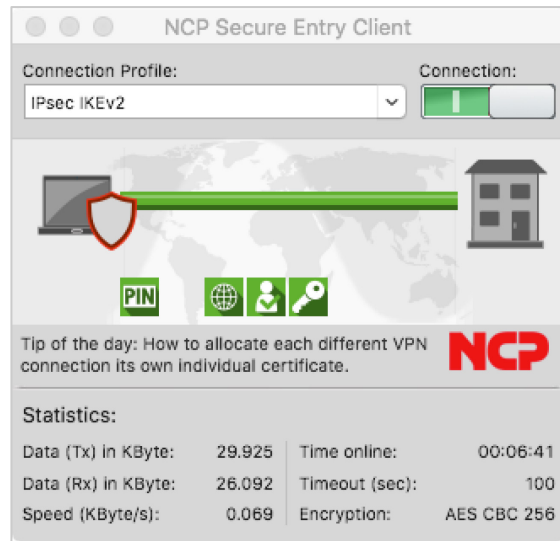 NCP Secure Entry Client
Connection Profile: Connection:
IPsec IKEv2
PIN
Tip of the day: How to allocate each different VPN
connection its own individual certificate.
NCP
Statistics:
Data (Tx) in KByte: 29.925 Time online: 00:06:41
Data (Rx) in KByte: 26.092 Timeout (sec): 100
Speed (KByte/s): 0.069 Encryption: AES CBC 256